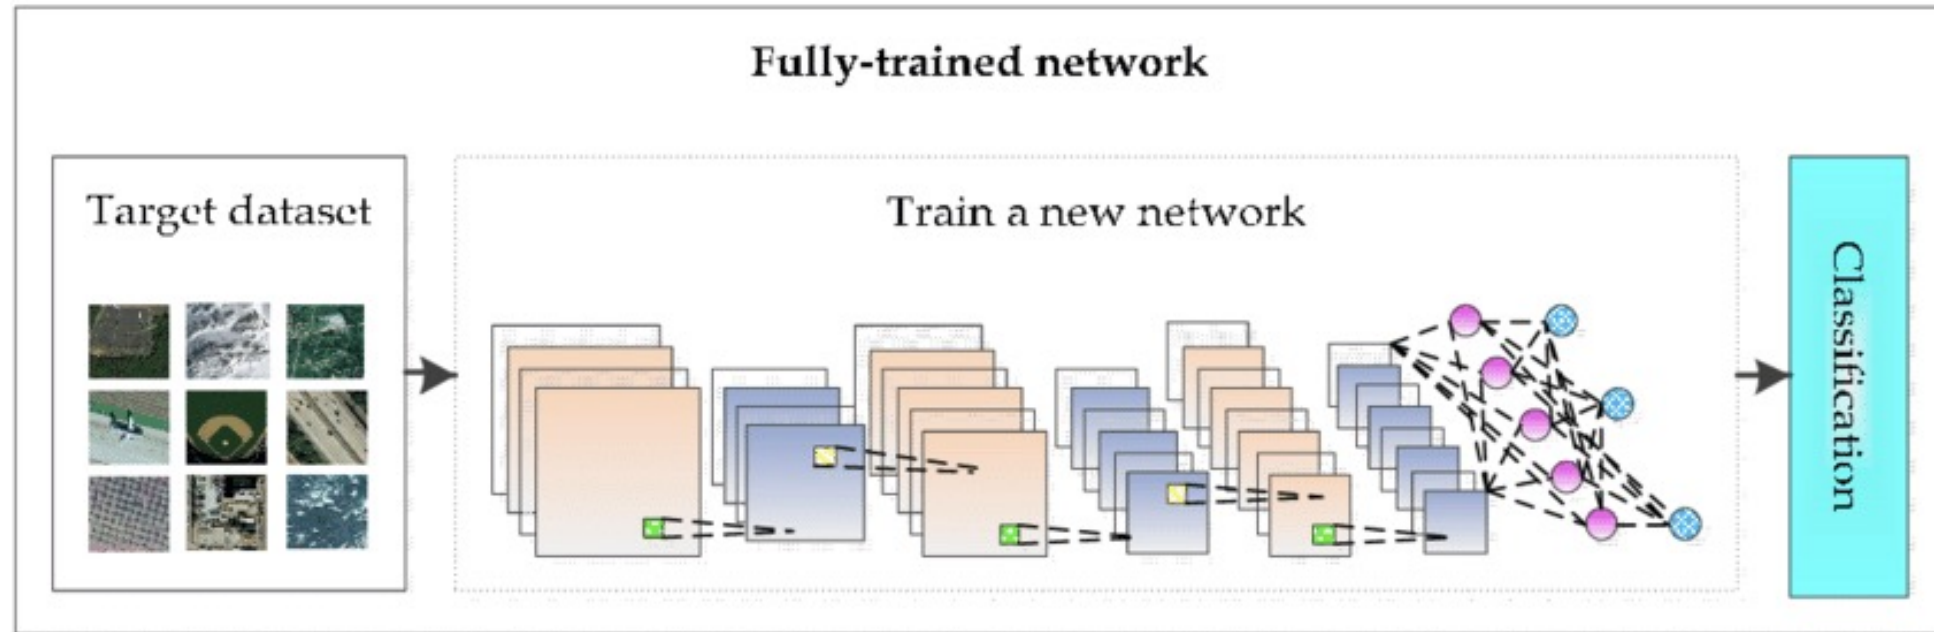 Fully-trained network
Target dataset
Train a new network
Classification